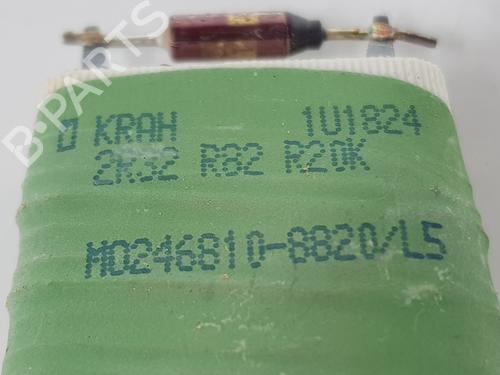 KRAH 1U1824
2R32 R82 R20K
M0246810-8820/L5
B-PARTS